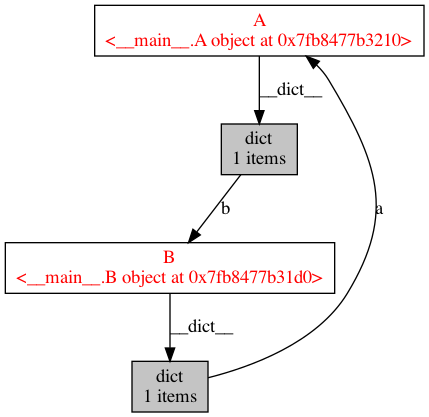 A
<__main__.A object at 0x7fb8477b3210>
__dict__
dict
1 items
b
a
B
<__main__.B object at 0x7fb8477b31d0>
__dict__
dict
1 items